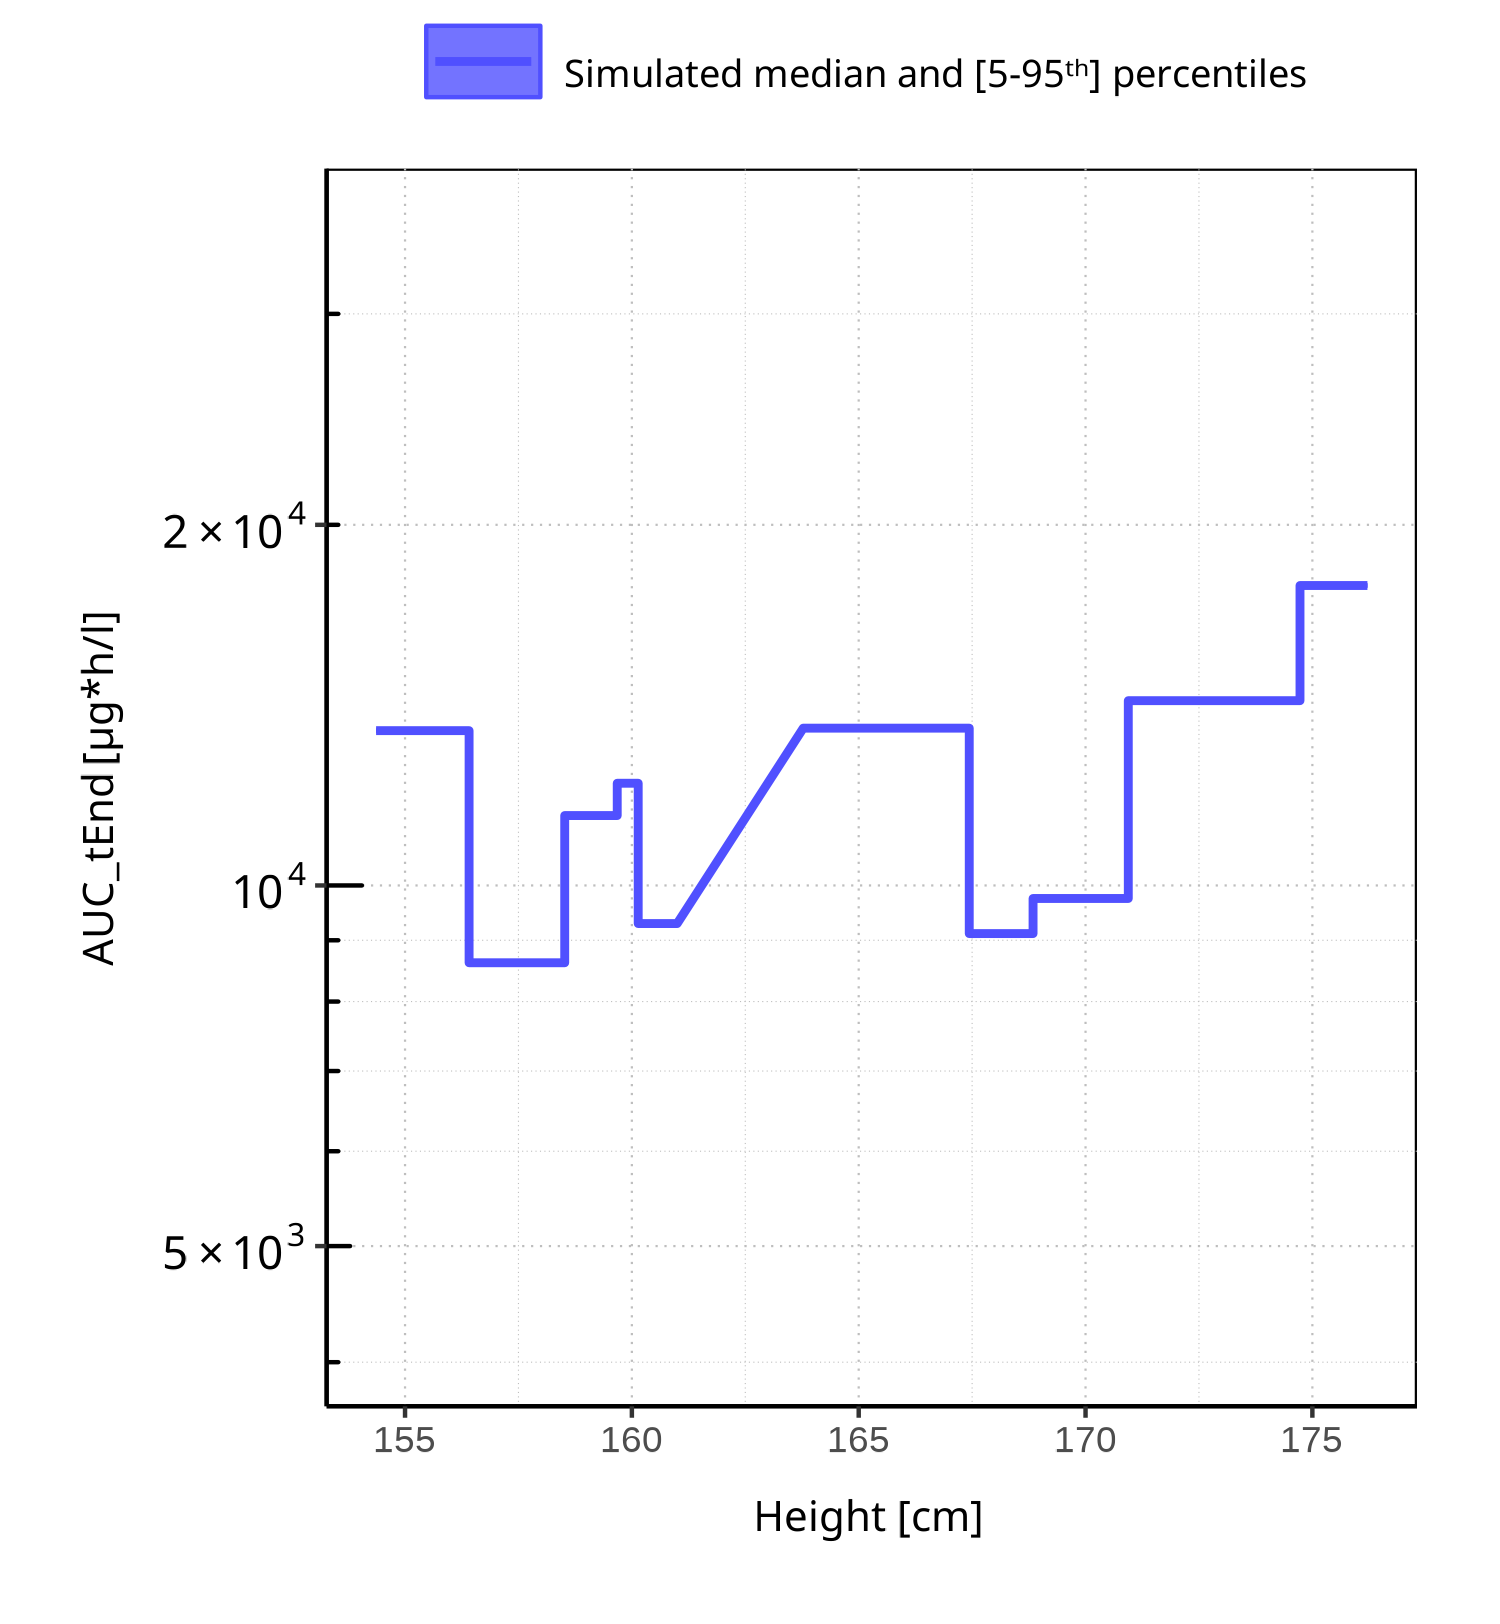 Simulated median and [5-95ᵗʰ] percentiles
2×10⁴
10⁴
5×10³
AUC_tEnd [µg*h/l]
155 160 165 170 175
Height [cm]